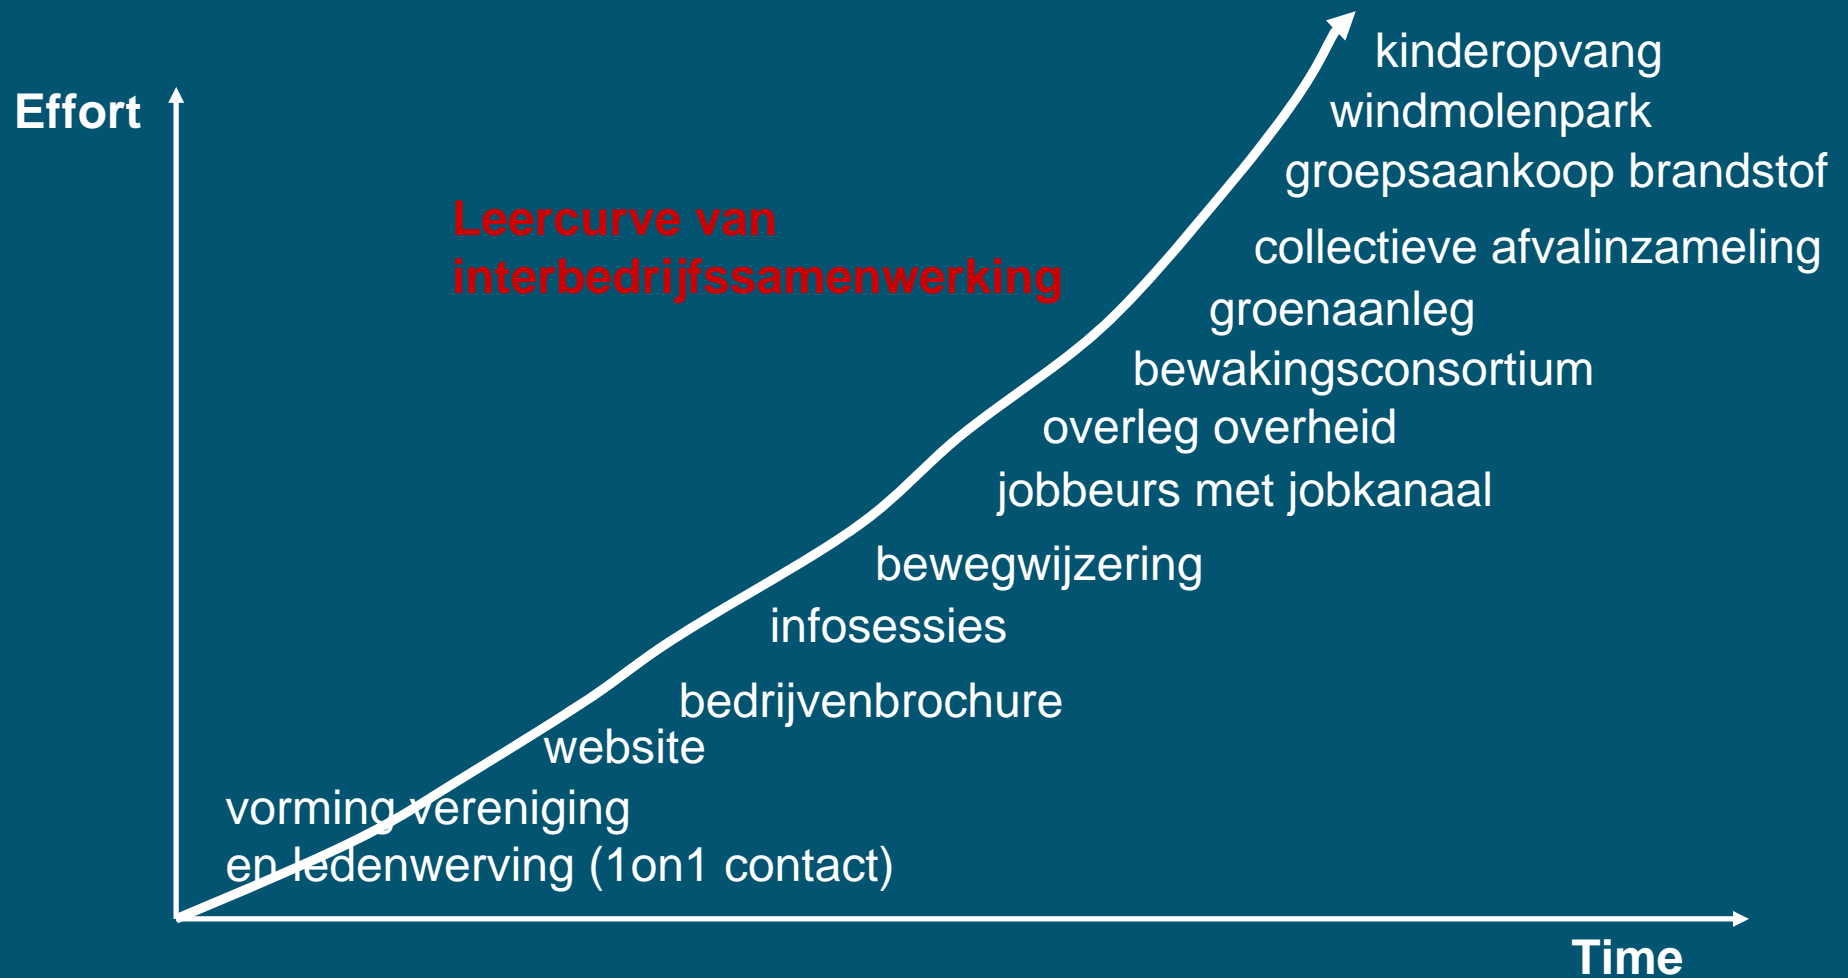 kinderopvang
Effort
windmolenpark
groepsaankoop brandstof
Leercurve van
interbedrijfssamenwerking
collectieve afvalinzameling
groenaanleg
bewakingsconsortium
overleg overheid
jobbeurs met jobkanaal
bewegwijzering
infosessies
bedrijvenbrochure
website
vorming vereniging
en ledenwerving (1on1 contact)
Time